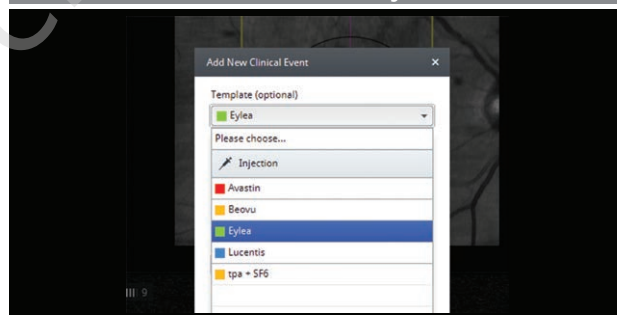 Add New Clinical Event ×
Template (optional)
Eylea
Please choose...
Injection
Avastin
Beovu
Eylea
Lucentis
tpa + SF6
9